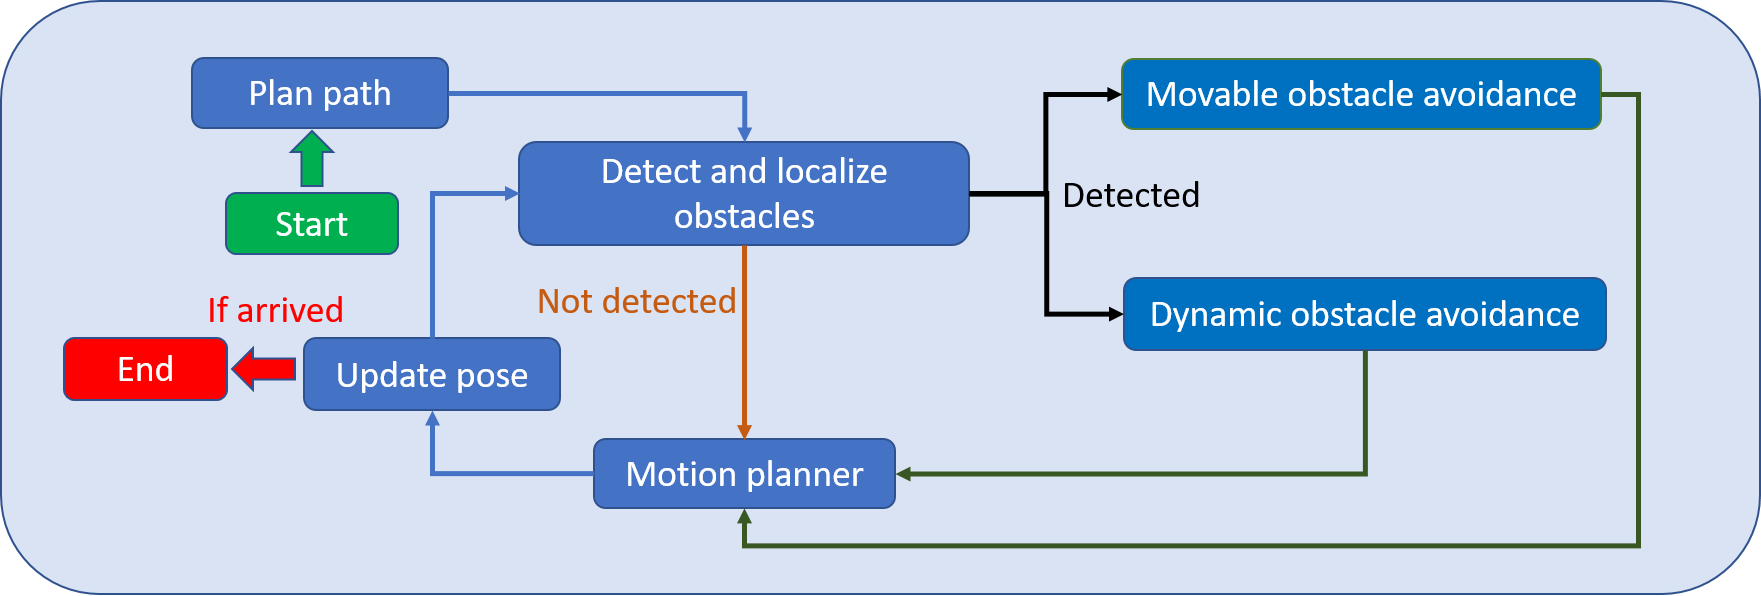 Plan path
Movable obstacle avoidance
Detect and localize
obstacles
Detected
Start
Not detected
If arrived
Dynamic obstacle avoidance
End
Update pose
Motion planner